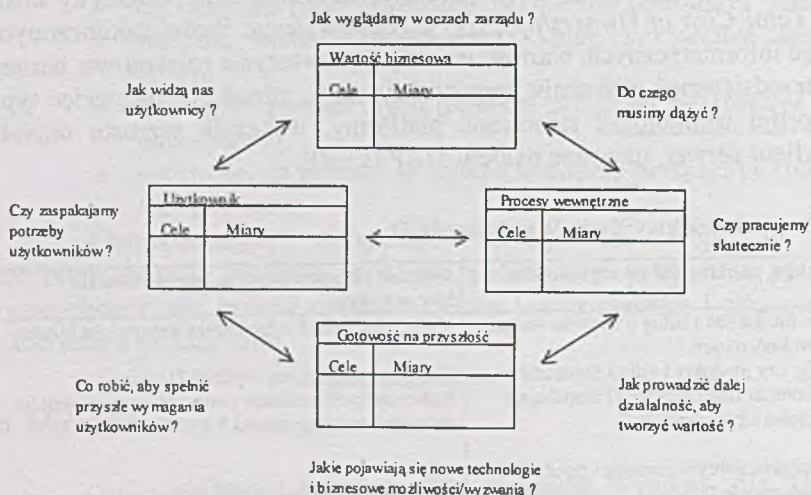 Jak wyglądamy w oczach zarządu ?
Wartość biznesowa
Cele Miary
Jak widzą nas
użytkownicy ?
Do czego
musimy dążyć ?
Użytkownik
Cele Miary
Procesy wewnętrzne
Cele Miary
Czy zaspakajamy
potrzeby
użytkowników ?
Czy pracujemy
skutecznie ?
Gotowość na przyszłość
Cele Miary
Co robić, aby spełnić
przyszłe wymagania
użytkowników ?
Jak prowadzić dalej
działalność, aby
tworzyć wartość ?
Jakie pojawiają się nowe technologie
i biznesowe możliwości/wyzwania ?